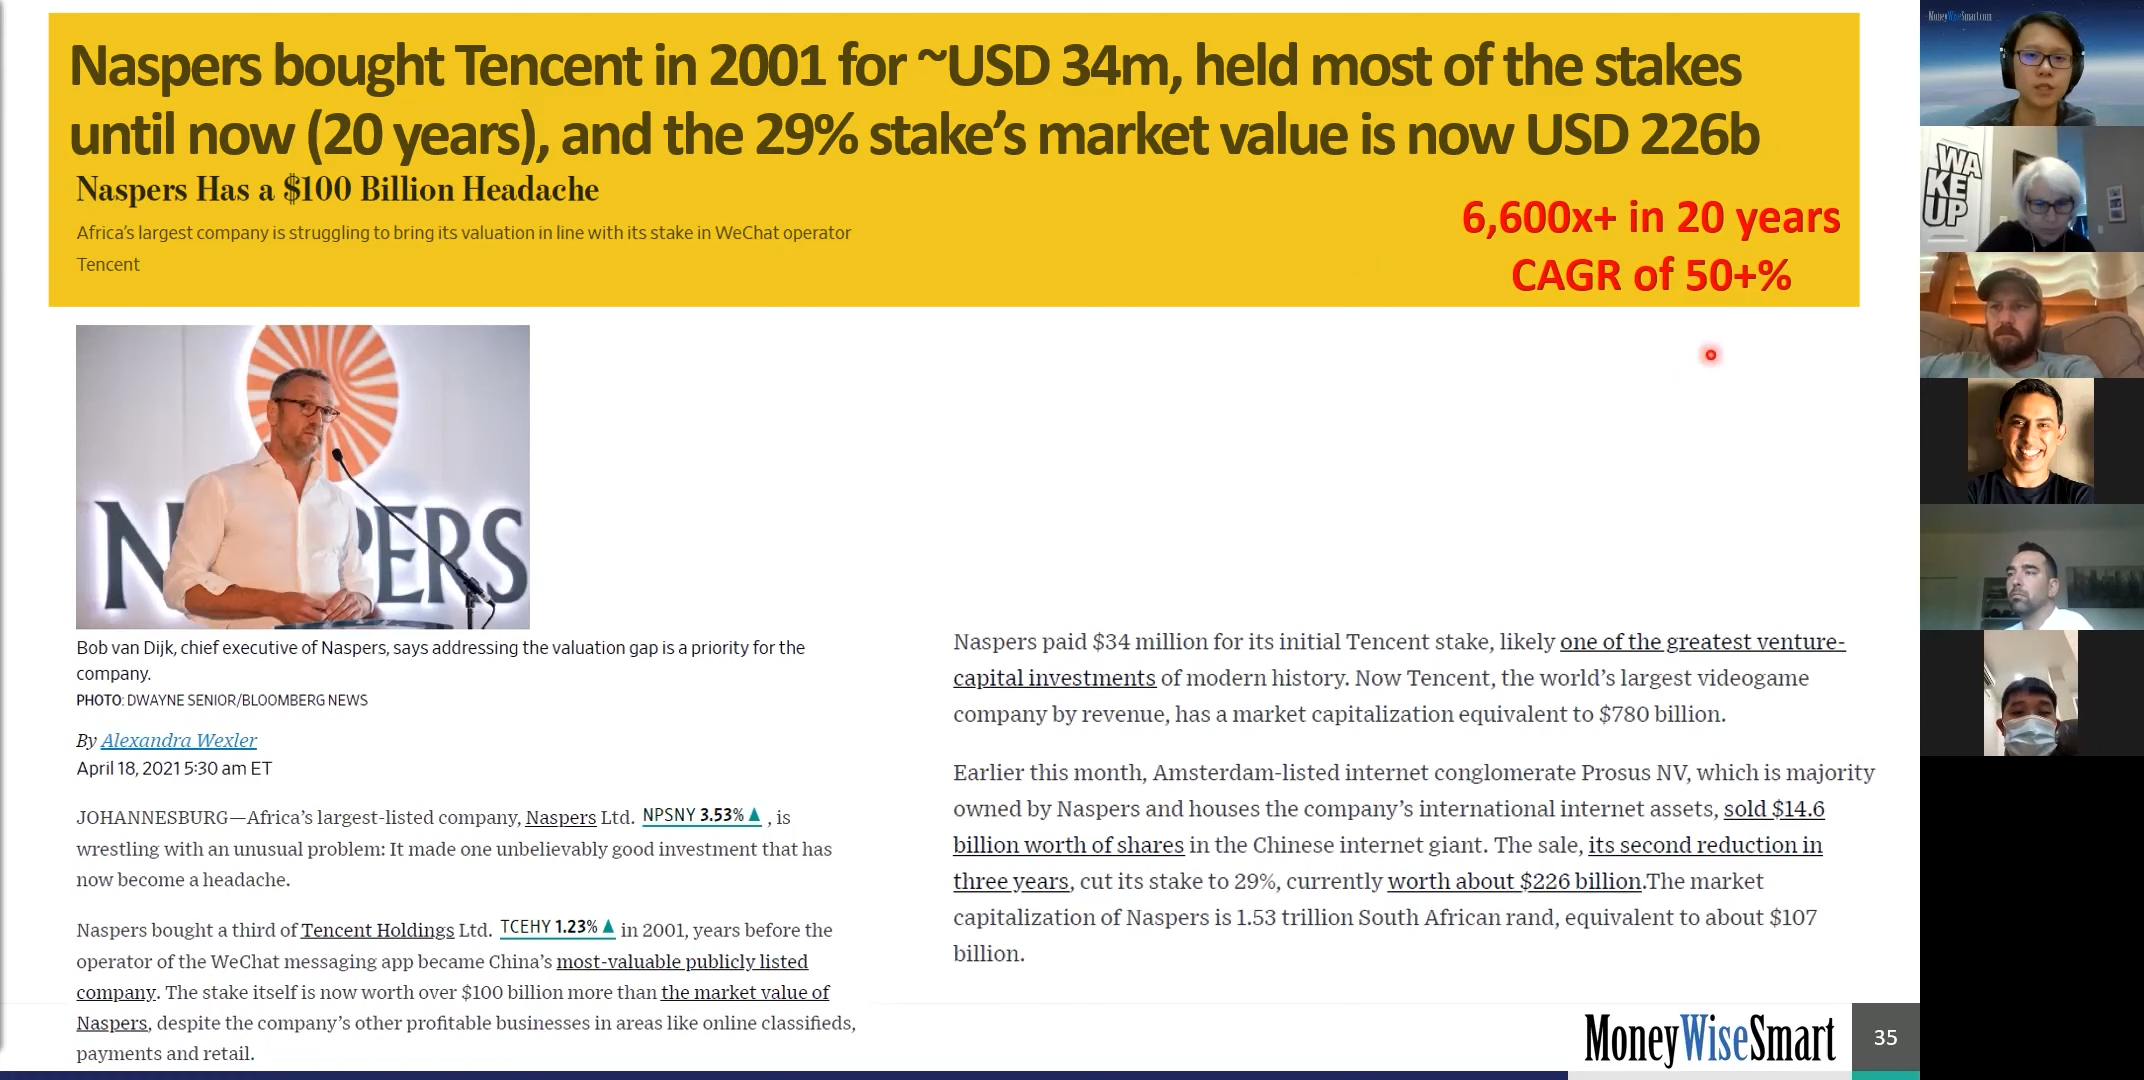 Naspers bought Tencent in 2001 for ~USD 34m, held most of the stakes
until now (20 years), and the 29% stake's market value is now USD 226b
Naspers Has a $100 Billion Headache
Africa's largest company is struggling to bring its valuation in line with its stake in WeChat operator
Tencent
6,600x+ in 20 years
CAGR of 50+%
Bob van Dijk, chief executive of Naspers, says addressing the valuation gap is a priority for the
company.
PHOTO: DWAYNE SENIOR/BLOOMBERG NEWS
By Alexandra Wexler
April 18, 2021 5:30 am ET
JOHANNESBURG—Africa's largest-listed company, Naspers Ltd. NPSNY 3.53% ▲ , is
wrestling with an unusual problem: It made one unbelievably good investment that has
now become a headache.
Naspers bought a third of Tencent Holdings Ltd. TCEHY 1.23% ▲ in 2001, years before the
operator of the WeChat messaging app became China's most-valuable publicly listed
company. The stake itself is now worth over $100 billion more than the market value of
Naspers, despite the company's other profitable businesses in areas like online classifieds,
payments and retail.
Naspers paid $34 million for its initial Tencent stake, likely one of the greatest venture-
capital investments of modern history. Now Tencent, the world's largest videogame
company by revenue, has a market capitalization equivalent to $780 billion.
Earlier this month, Amsterdam-listed internet conglomerate Prosus NV, which is majority
owned by Naspers and houses the company's international internet assets, sold $14.6
billion worth of shares in the Chinese internet giant. The sale, its second reduction in
three years, cut its stake to 29%, currently worth about $226 billion.The market
capitalization of Naspers is 1.53 trillion South African rand, equivalent to about $107
billion.
MoneyWiseSmart
35
MoneyWiseSmart.com
WA
KE
UP